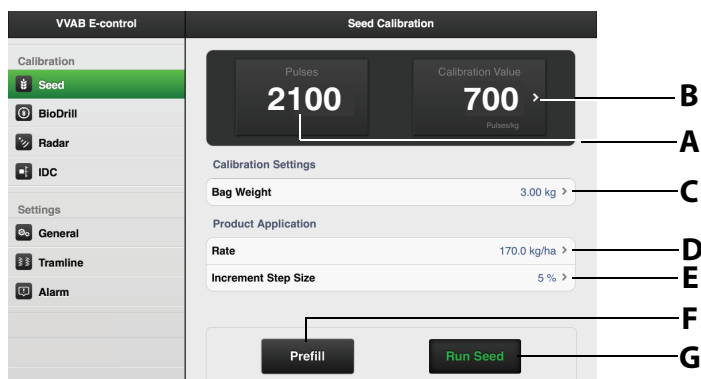 VVAB E-control
Seed Calibration
Calibration
Seed
BioDrill
Radar
IDC
Settings
General
Tramline
Alarm
Pulses
2100
Calibration Value
700
Pulses/kg
Calibration Settings
Bag Weight 3.00 kg
Product Application
Rate 170.0 kg/ha
Increment Step Size 5 %
Prefill
Run Seed
B
A
C
D
E
F
G